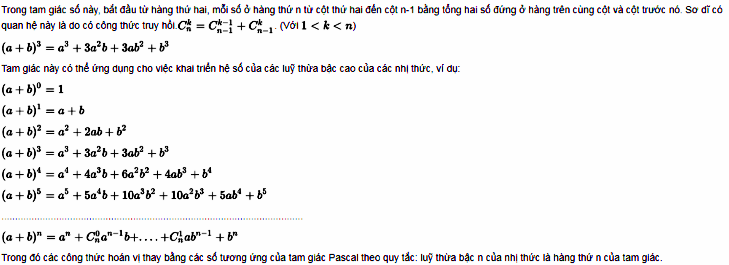 Trong tam giác số này, bắt đầu từ hàng thứ hai, mỗi số ở hàng thứ n từ cột thứ hai đến cột n-1 bằng tổng hai số đứng ở hàng trên cùng cột và cột trước nó. Sơ dĩ có
quan hệ này là do có công thức truy hồi.C_n^k = C_{n-1}^{k-1} + C_{n-1}^k. (Với 1 < k < n)
(a + b)^3 = a^3 + 3a^2b + 3ab^2 + b^3
Tam giác này có thể ứng dụng cho việc khai triển hệ số của các luỹ thừa bậc cao của các nhị thức, ví dụ:
(a + b)^0 = 1
(a + b)^1 = a + b
(a + b)^2 = a^2 + 2ab + b^2
(a + b)^3 = a^3 + 3a^2b + 3ab^2 + b^3
(a + b)^4 = a^4 + 4a^3b + 6a^2b^2 + 4ab^3 + b^4
(a + b)^5 = a^5 + 5a^4b + 10a^3b^2 + 10a^2b^3 + 5ab^4 + b^5
(a + b)^n = a^n + C_n^0a^{n-1}b+....+C_n^1ab^{n-1} + b^n
Trong đó các công thức hoán vị thay bằng các số tương ứng của tam giác Pascal theo quy tắc: luỹ thừa bậc n của nhị thức là hàng thứ n của tam giác.